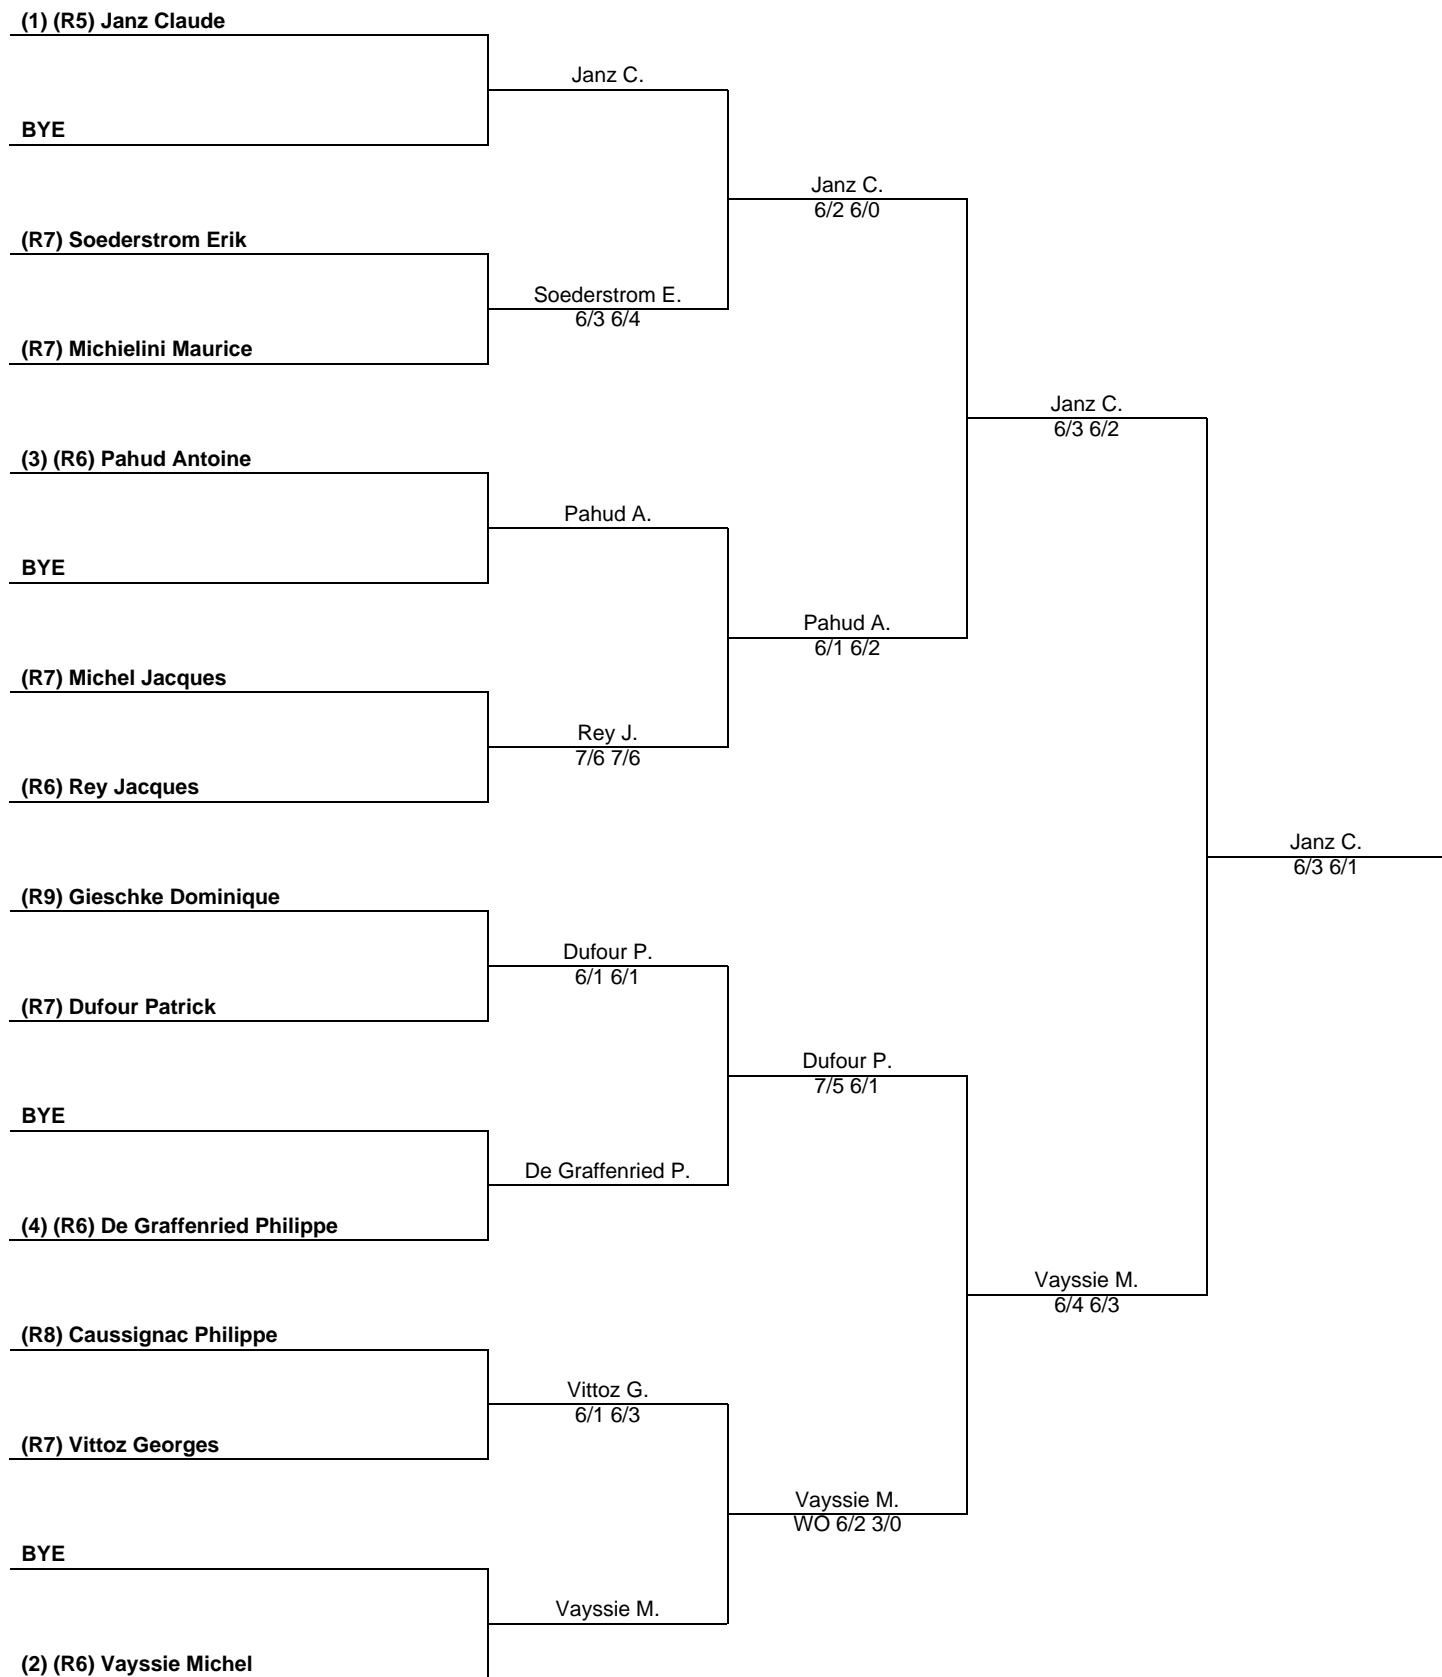 (1) (R5) Janz Claude
Janz C.
BYE
Janz C.
6/2 6/0
(R7) Soederstrom Erik
Soederstrom E.
6/3 6/4
(R7) Michielini Maurice
Janz C.
6/3 6/2
(3) (R6) Pahud Antoine
Pahud A.
BYE
Pahud A.
6/1 6/2
(R7) Michel Jacques
Rey J.
7/6 7/6
(R6) Rey Jacques
Janz C.
6/3 6/1
(R9) Gieschke Dominique
Dufour P.
6/1 6/1
(R7) Dufour Patrick
Dufour P.
7/5 6/1
BYE
De Graffenried P.
(4) (R6) De Graffenried Philippe
Vayssie M.
6/4 6/3
(R8) Caussignac Philippe
Vittoz G.
6/1 6/3
(R7) Vittoz Georges
Vayssie M.
WO 6/2 3/0
BYE
Vayssie M.
(2) (R6) Vayssie Michel